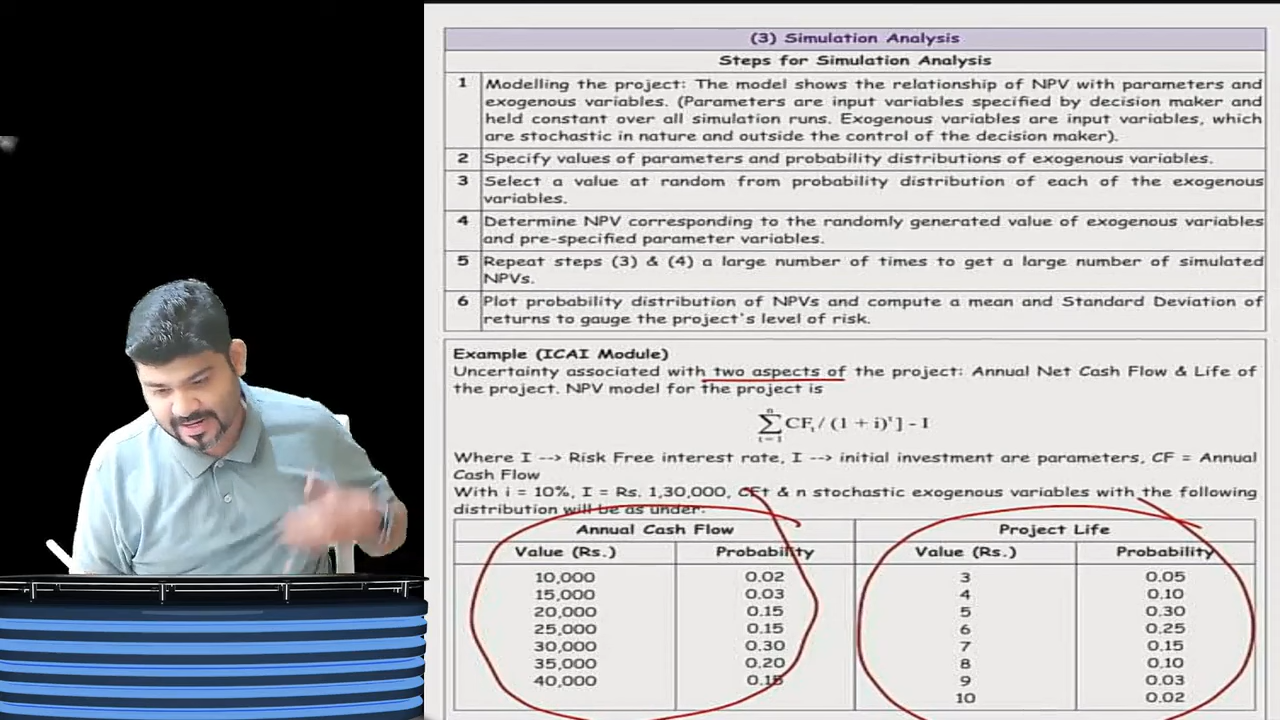 (3) Simulation Analysis
Steps for Simulation Analysis
1 Modelling the project: The model shows the relationship of NPV with parameters and
exogenous variables. (Parameters are input variables specified by decision maker and
held constant over all simulation runs. Exogenous variables are input variables, which
are stochastic in nature and outside the control of the decision maker).
2 Specify values of parameters and probability distributions of exogenous variables.
3 Select a value at random from probability distribution of each of the exogenous
variables.
4 Determine NPV corresponding to the randomly generated value of exogenous variables
and pre-specified parameter variables.
5 Repeat steps (3) & (4) a large number of times to get a large number of simulated
NPVs.
6 Plot probability distribution of NPVs and compute a mean and Standard Deviation of
returns to gauge the project's level of risk.
Example (ICAI Module)
Uncertainty associated with two aspects of the project: Annual Net Cash Flow & Life of
the project. NPV model for the project is
n
∑ CFt / (1 + i)^t ] - I
t = 1
Where I --> Risk Free interest rate, I --> initial investment are parameters, CF = Annual
Cash Flow
With i = 10%, I = Rs. 1,30,000, CFt & n stochastic exogenous variables with the following
distribution will be as under:
Annual Cash Flow Project Life
Value (Rs.) Probability Value (Rs.) Probability
10,000 0.02 3 0.05
15,000 0.03 4 0.10
20,000 0.15 5 0.30
25,000 0.15 6 0.25
30,000 0.30 7 0.15
35,000 0.20 8 0.10
40,000 0.15 9 0.03
10 0.02